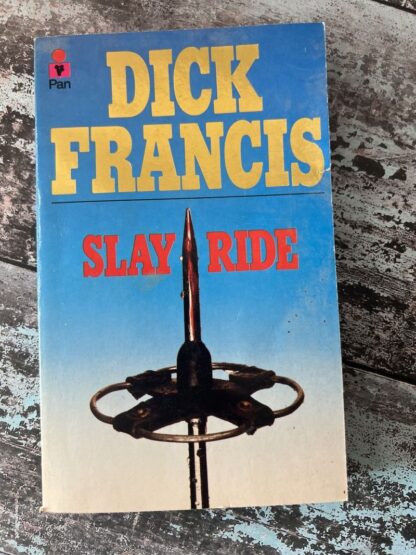 Pan
DICK
FRANCIS
SLAY RIDE